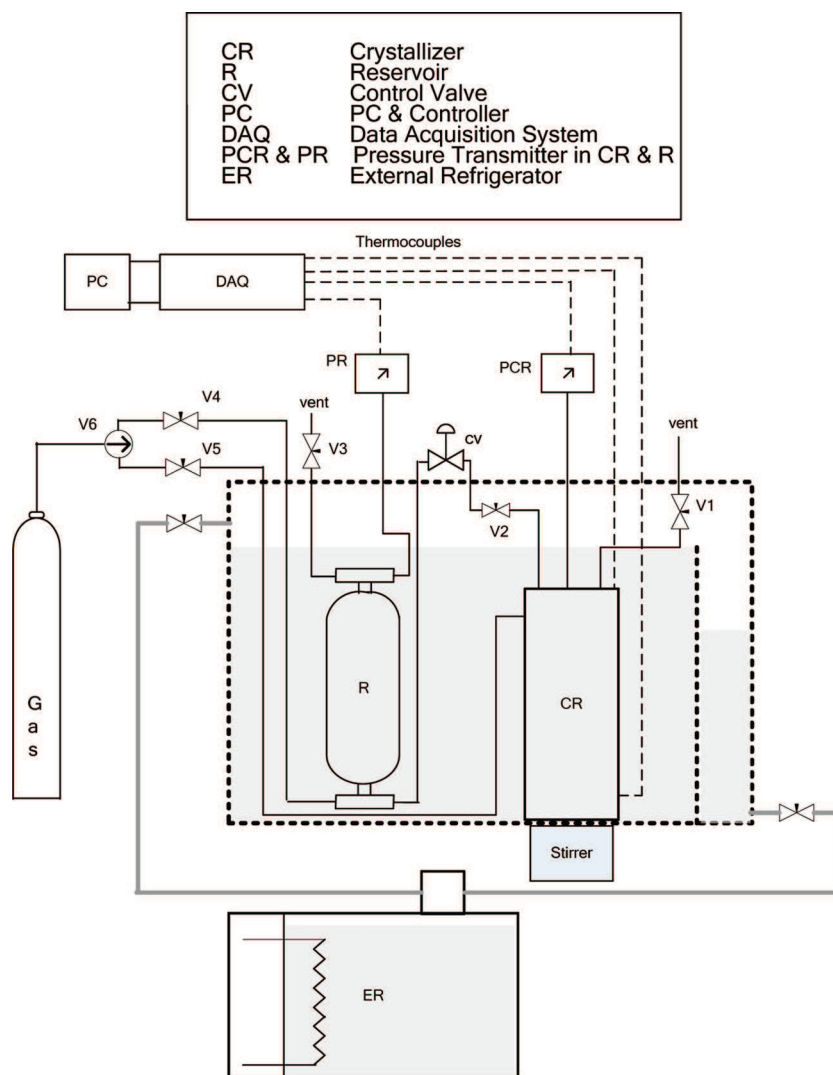 CR Crystallizer
R Reservoir
CV Control Valve
PC PC & Controller
DAQ Data Acquisition System
PCR & PR Pressure Transmitter in CR & R
ER External Refrigerator
Thermocouples
PC
DAQ
PR
PCR
V4
vent
cv
vent
V6
V5
V3
V2
V1
R
CR
Gas
Stirrer
ER